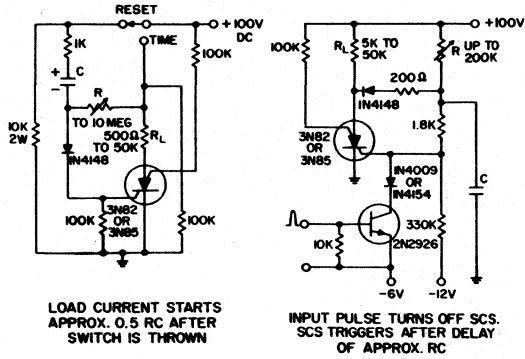 RESET
+100V
DC
TIME
1K
100K
+
C
-
R
TO 10 MEG
10K
2W
500Ω
TO 50K
RL
1N4148
3N82
OR
3N85
100K
100K
LOAD CURRENT STARTS
APPROX. 0.5 RC AFTER
SWITCH IS THROWN
+100V
100K
RL
5K TO
50K
R
UP TO
200K
200Ω
1N4148
1.8K
3N82
OR
3N85
1N4009
OR
1N4154
C
330K
10K
2N2926
-6V
-12V
INPUT PULSE TURNS OFF SCS.
SCS TRIGGERS AFTER DELAY
OF APPROX. RC